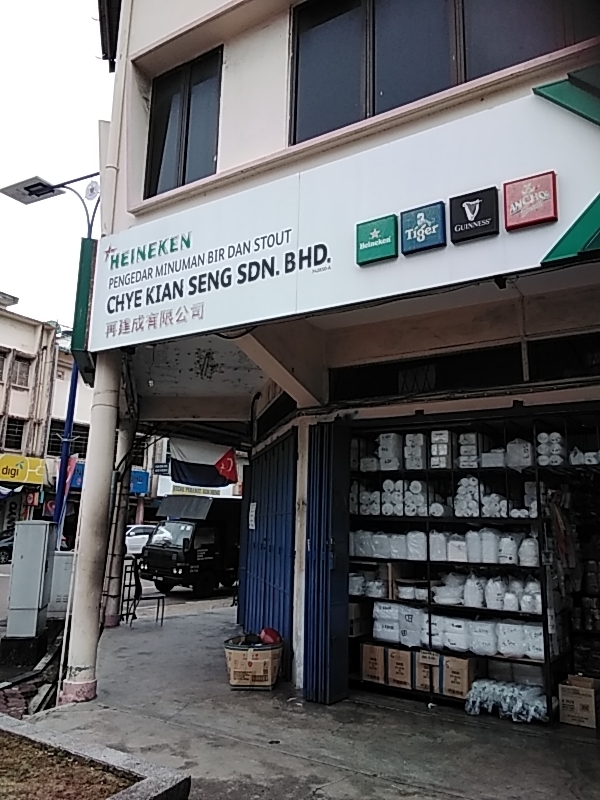 HEINEKEN
PENGEDAR MINUMAN BIR DAN STOUT
CHYE KIAN SENG SDN. BHD.
再建成有限公司
Heineken
Tiger
GUINNESS
ANCHOR
digi